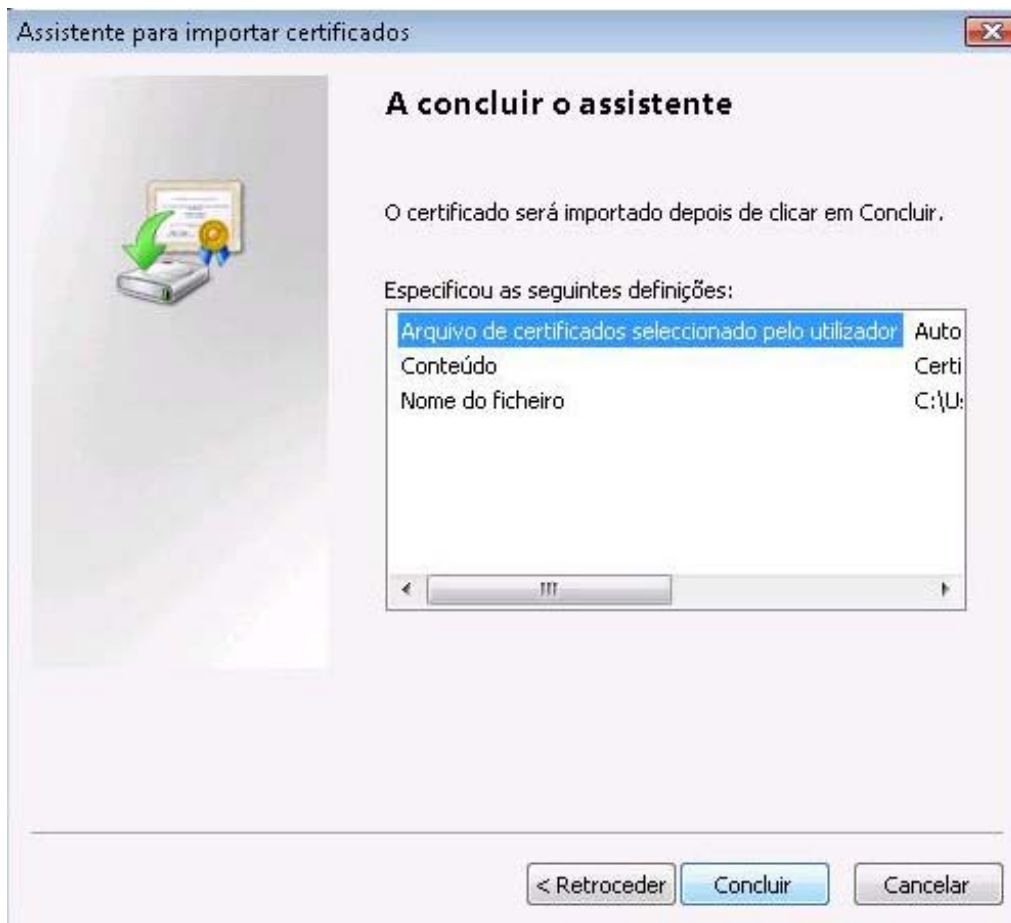 Assistente para importar certificados
A concluir o assistente
O certificado será importado depois de clicar em Concluir.
Especificou as seguintes definições:
Arquivo de certificados seleccionado pelo utilizador Auto
Conteúdo Certi
Nome do ficheiro C:\U
< Retroceder Concluir Cancelar